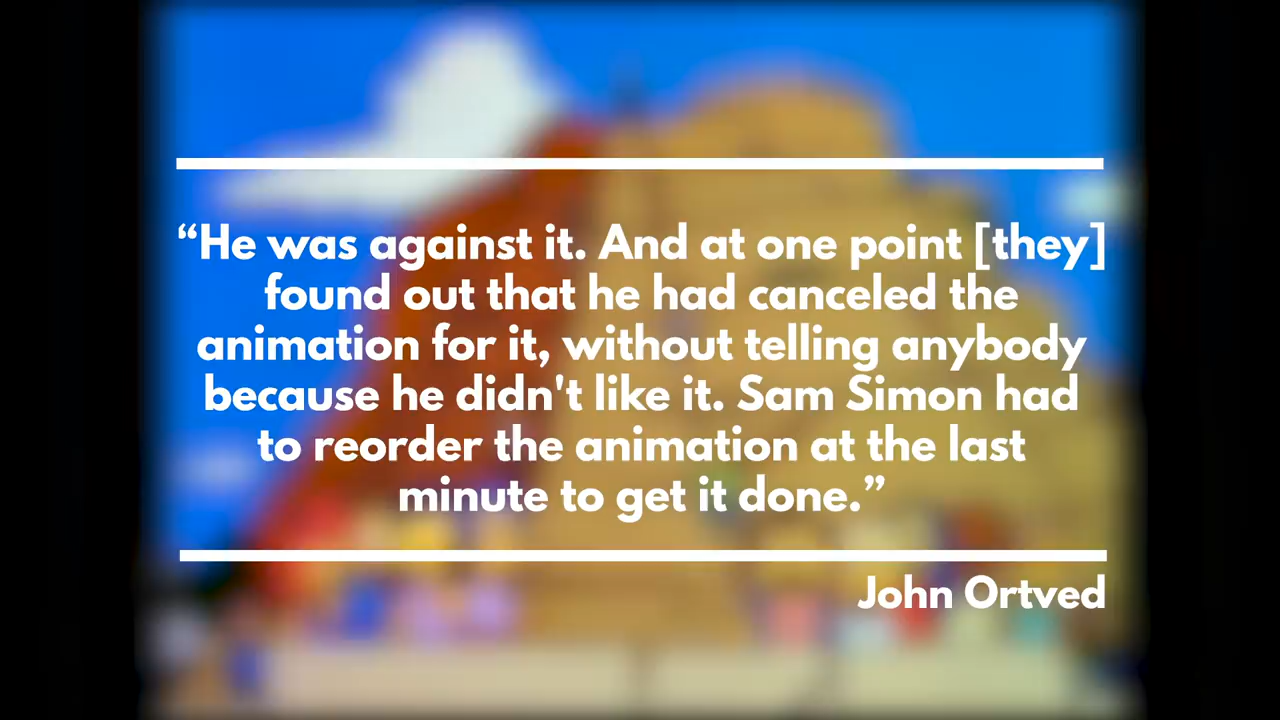 “He was against it. And at one point [they]
found out that he had canceled the
animation for it, without telling anybody
because he didn't like it. Sam Simon had
to reorder the animation at the last
minute to get it done.”
John Ortved